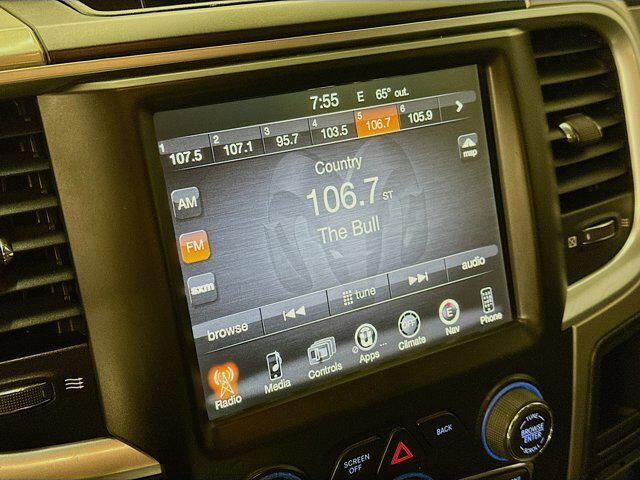 7:55 E 65° out.
1 2 3 4 5 6
107.5 107.1 95.7 103.5 106.7 105.9
map
Country
AM
106.7 ST
The Bull
FM
sxm
browse tune audio
Radio Media Controls Apps ... Climate Nav Phone
OFF E
SCREEN OFF
BACK
TUNE
BROWSE
ENTER
SCROLL